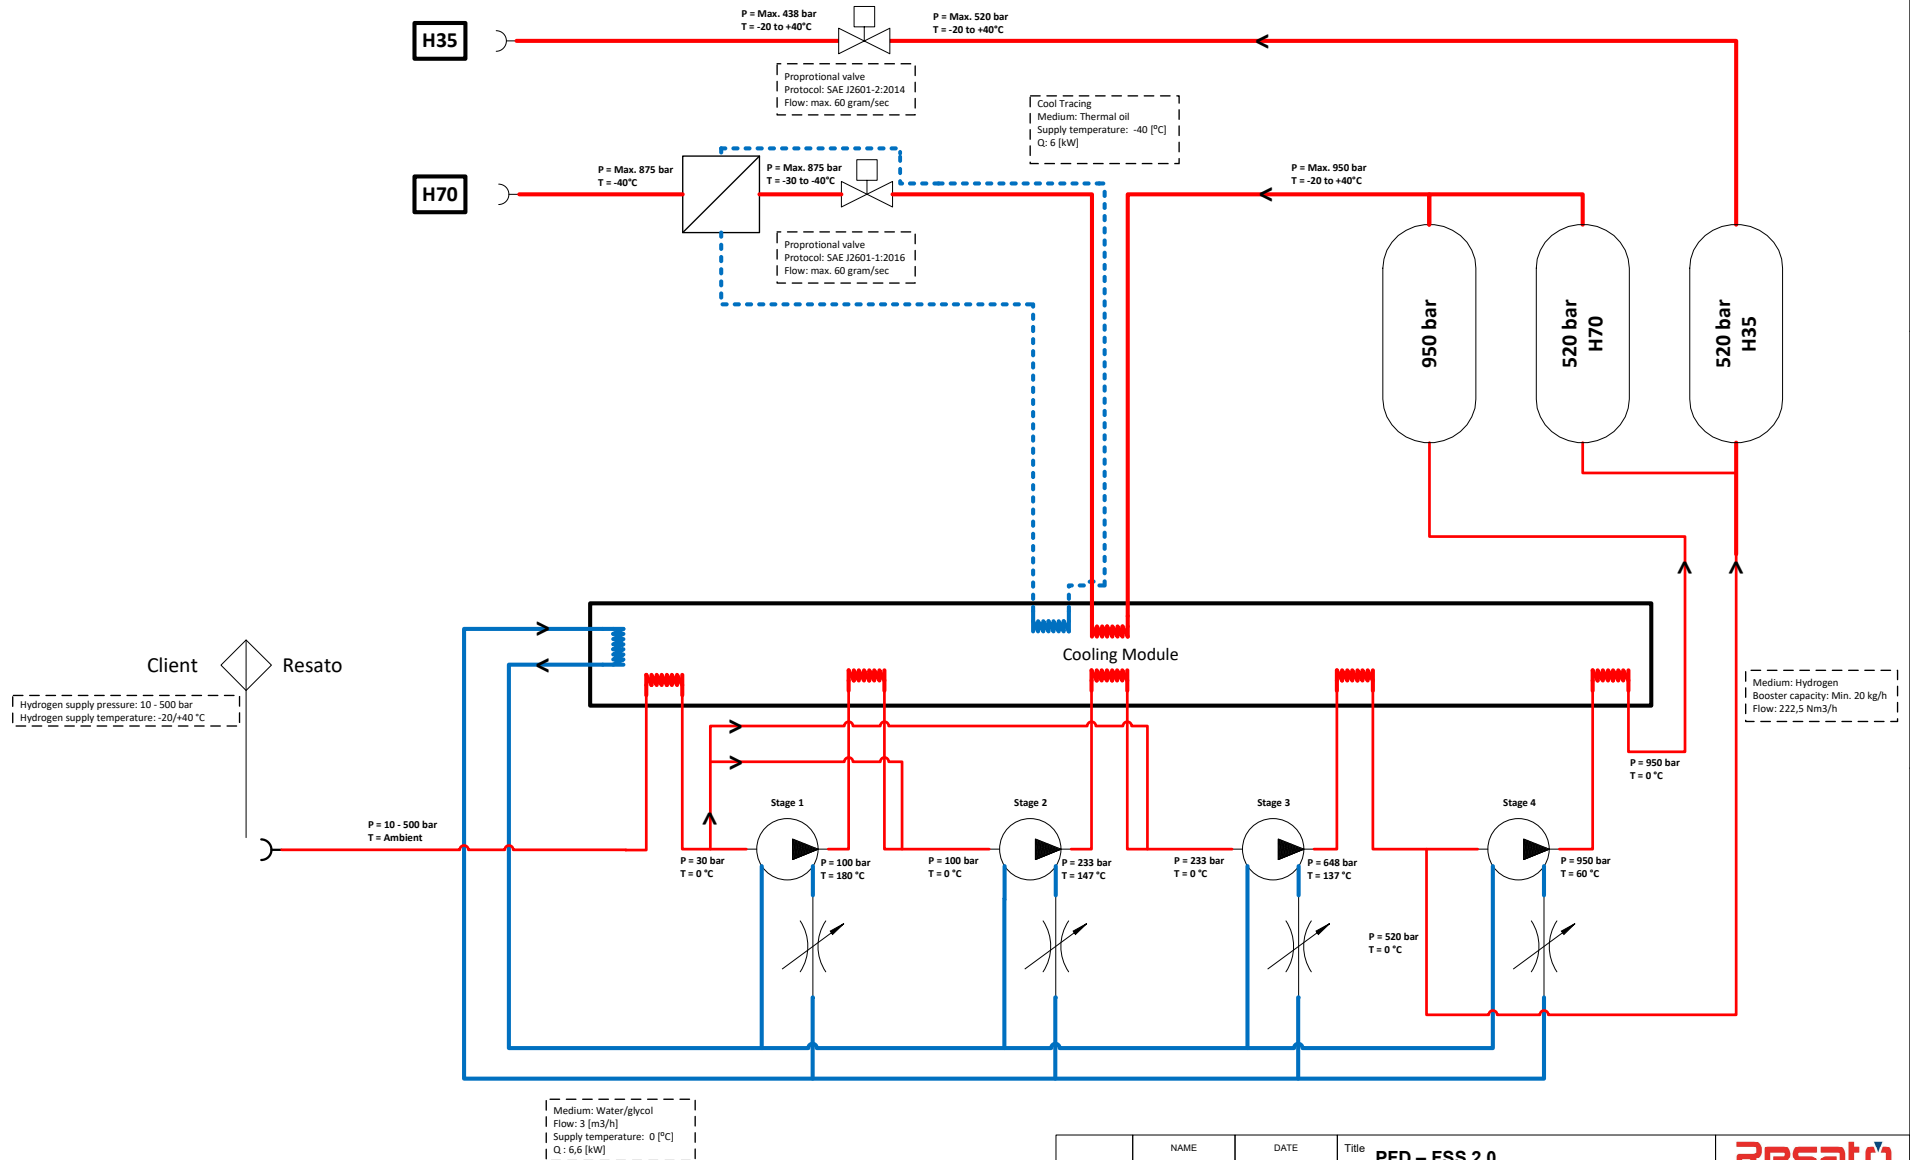 P = Max. 438 bar
T = -20 to +40°C
P = Max. 520 bar
T = -20 to +40°C
H35
Proprotional valve
Protocol: SAE J2601-2:2014
Flow: max. 60 gram/sec
Cool Tracing
Medium: Thermal oil
Supply temperature: -40 [°C]
Q: 6 [kW]
P = Max. 875 bar
T = -40°C
P = Max. 875 bar
T = -30 to -40°C
P = Max. 950 bar
T = -20 to +40°C
H70
Proprotional valve
Protocol: SAE J2601-1:2016
Flow: max. 60 gram/sec
950 bar
520 bar
H70
520 bar
H35
Client
Resato
Cooling Module
Hydrogen supply pressure: 10 - 500 bar
Hydrogen supply temperature: -20/+40 °C
Medium: Hydrogen
Booster capacity: Min. 20 kg/h
Flow: 222,5 Nm3/h
P = 950 bar
T = 0 °C
Stage 1
Stage 2
Stage 3
Stage 4
P = 10 - 500 bar
T = Ambient
P = 30 bar
T = 0 °C
P = 100 bar
T = 180 °C
P = 100 bar
T = 0 °C
P = 233 bar
T = 147 °C
P = 233 bar
T = 0 °C
P = 648 bar
T = 137 °C
P = 950 bar
T = 60 °C
P = 520 bar
T = 0 °C
Medium: Water/glycol
Flow: 3 [m3/h]
Supply temperature: 0 [°C]
Q : 6,6 [kW]
NAME
DATE
Title
PFD – FSS 2.0
Resato